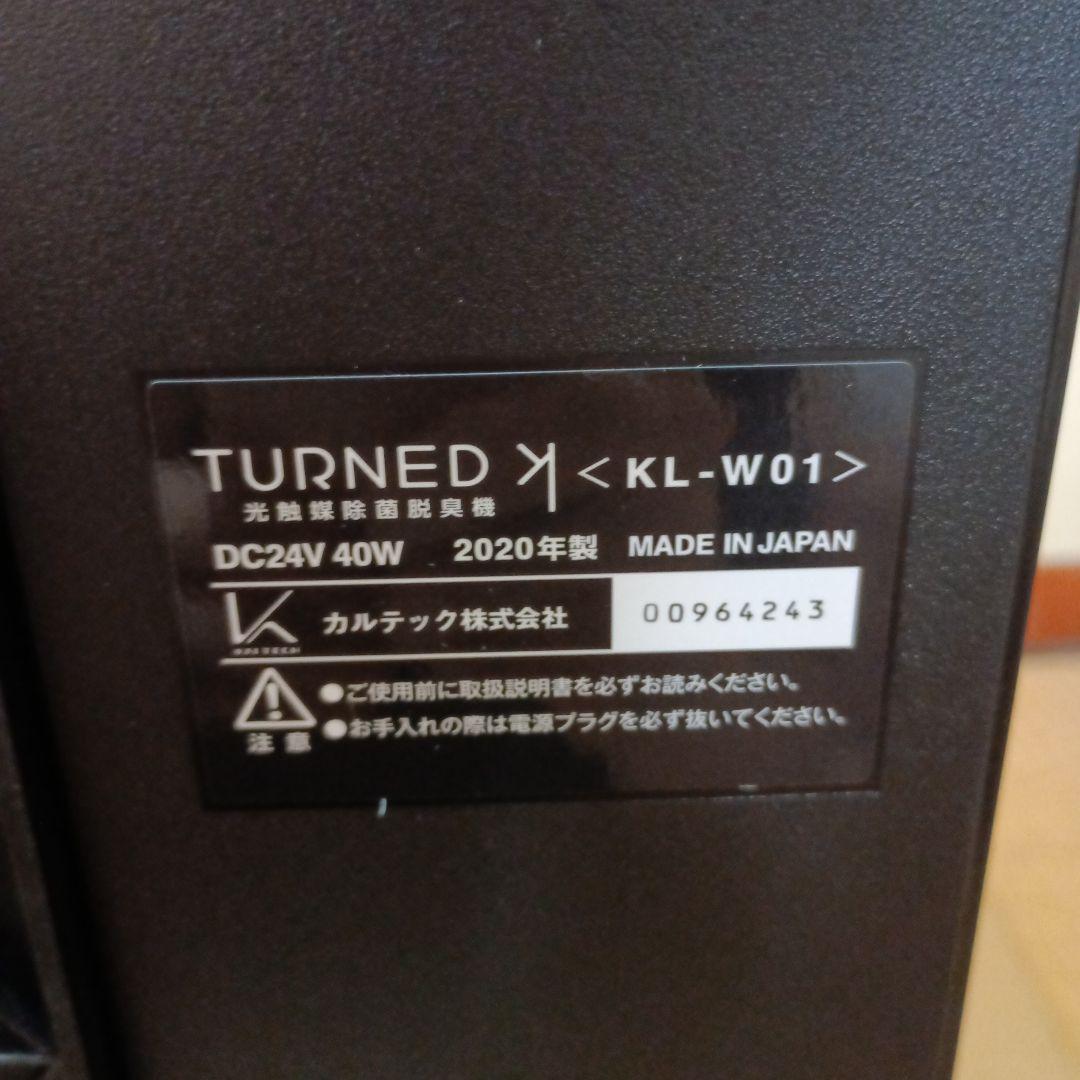 TURNED K <KL-W01>
光触媒除菌脱臭機
DC24V 40W 2020年製 MADE IN JAPAN
カルテック株式会社 00964243
KALTECH
●ご使用前に取扱説明書を必ずお読みください。
●お手入れの際は電源プラグを必ず抜いてください。
注意